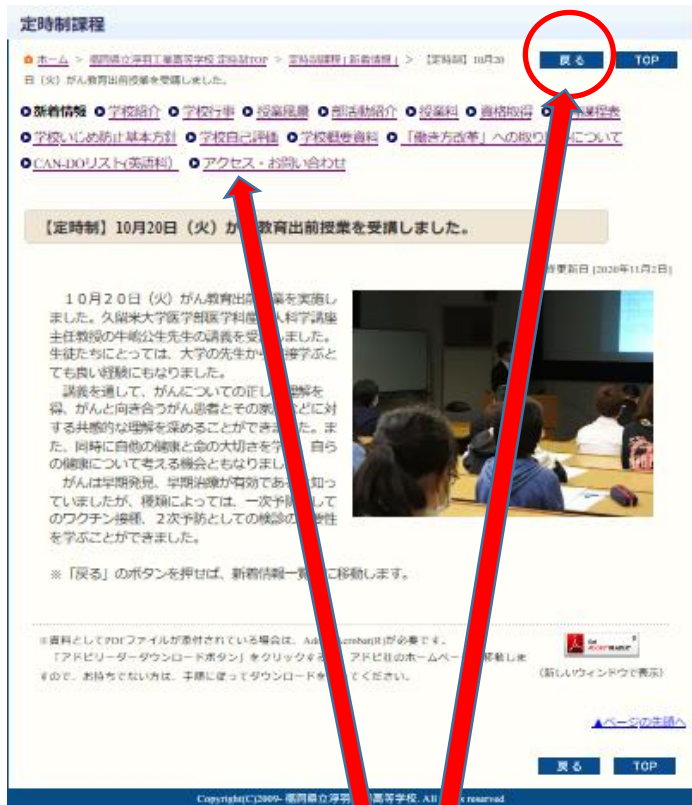 定時制課程
ホーム > 福岡県立浮羽工業高等学校 定時制TOP > 定時制課程「新着情報」 > 【定時制】10月20
日（火）がん教育出前授業を受講しました。
戻る TOP
新着情報 学校紹介 学校行事 授業風景 部活動紹介 授業料 資格取得 課程表
学校いじめ防止基本方針 学校自己評価 学校概要資料 「働き方改革」への取り について
CAN-DOリスト(英語科) アクセス・お問い合わせ
【定時制】10月20日（火）が 教育出前授業を受講しました。
更新日 [2020年11月2日]
１０月２０日（火）がん教育出 業を実施し
ました。久留米大学医学部医学科 人科学講座
主任教授の牛嶋公生先生の講義を受 しました。
生徒たちにとっては、大学の先生か 接学ぶと
ても良い経験にもなりました。
講義を通して、がんについての正し 理解を
得、がんと向き合うがん患者とその家 などに対
する共感的な理解を深めることができ た。ま
た、同時に自他の健康と命の大切さを学 自ら
の健康について考える機会ともなりまし
がんは早期発見、早期治療が有効である 知っ
ていましたが、種類によっては、一次予防 して
のワクチン接種、２次予防としての検診の 要性
を学ぶことができました。
※「戻る」のボタンを押せば、新着情報一覧 に移動します。
※資料としてPDFファイルが添付されている場合は、Ad crobat(R)が必要です。
「アドビリーダーダウンロードボタン」をクリックする アドビ社のホームペー 移動しま
すので、お持ちでない方は、手順に従ってダウンロードを てください。
Get
(新しいウィンドウで表示)
▲ページの先頭へ
戻る TOP
Copyright(C)2009- 福岡県立浮羽 高等学校. All s reserved.